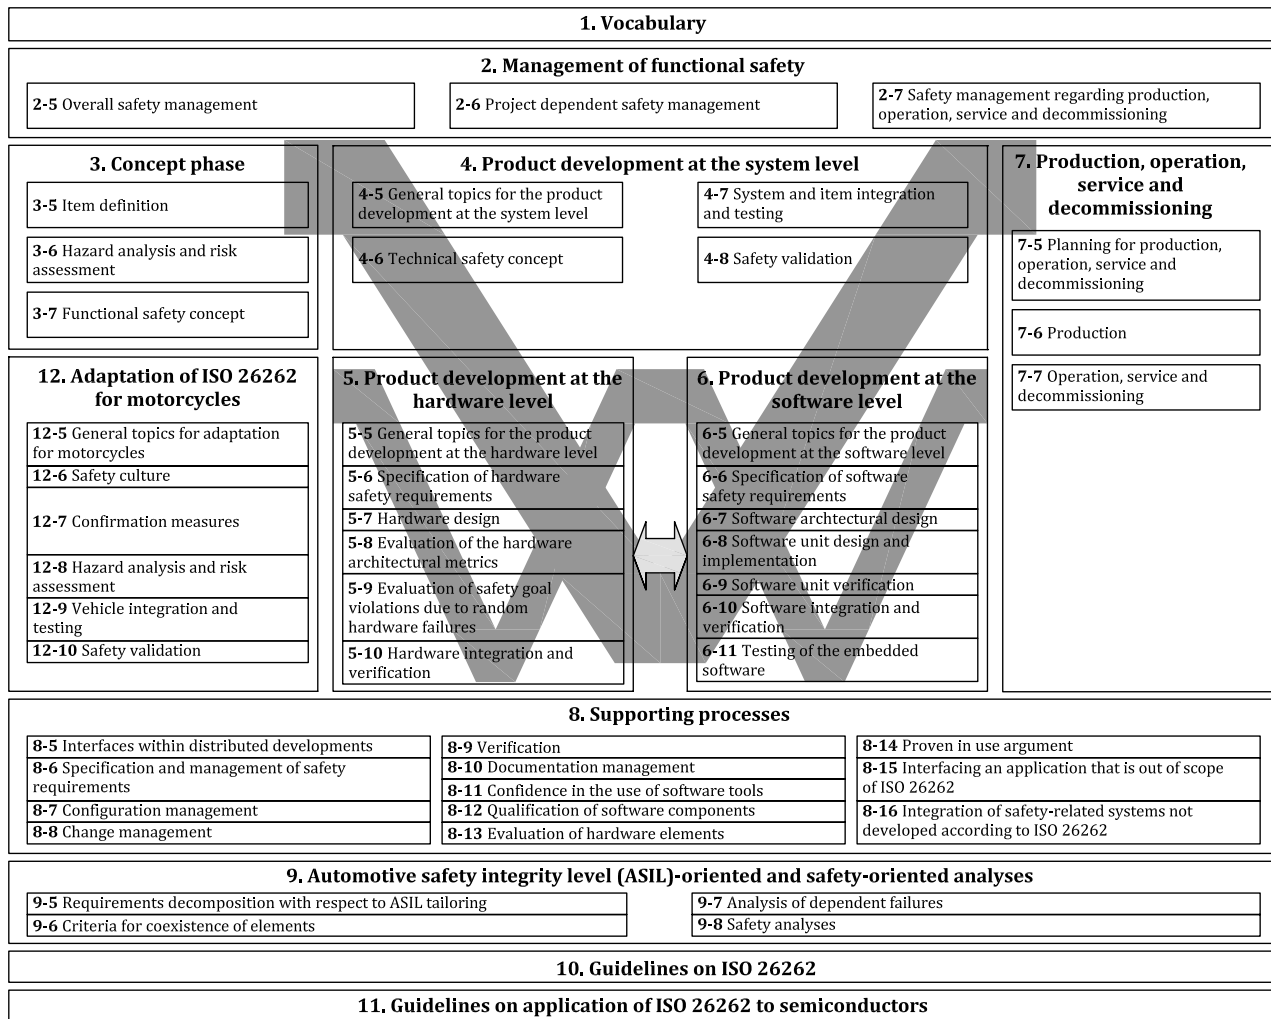 1. Vocabulary
2. Management of functional safety
2-5 Overall safety management
2-6 Project dependent safety management
2-7 Safety management regarding production,
operation, service and decommissioning
3. Concept phase
3-5 Item definition
3-6 Hazard analysis and risk
assessment
3-7 Functional safety concept
4. Product development at the system level
4-5 General topics for the product
development at the system level
4-6 Technical safety concept
4-7 System and item integration
and testing
4-8 Safety validation
7. Production, operation,
service and
decommissioning
7-5 Planning for production,
operation, service and
decommissioning
7-6 Production
7-7 Operation, service and
decommissioning
12. Adaptation of ISO 26262
for motorcycles
12-5 General topics for adaptation
for motorcycles
12-6 Safety culture
12-7 Confirmation measures
12-8 Hazard analysis and risk
assessment
12-9 Vehicle integration and
testing
12-10 Safety validation
5. Product development at the
hardware level
5-5 General topics for the product
development at the hardware level
5-6 Specification of hardware
safety requirements
5-7 Hardware design
5-8 Evaluation of the hardware
architectural metrics
5-9 Evaluation of safety goal
violations due to random
hardware failures
5-10 Hardware integration and
verification
6. Product development at the
software level
6-5 General topics for the product
development at the software level
6-6 Specification of software
safety requirements
6-7 Software archtectural design
6-8 Software unit design and
implementation
6-9 Software unit verification
6-10 Software integration and
verification
6-11 Testing of the embedded
software
8. Supporting processes
8-5 Interfaces within distributed developments
8-6 Specification and management of safety
requirements
8-7 Configuration management
8-8 Change management
8-9 Verification
8-10 Documentation management
8-11 Confidence in the use of software tools
8-12 Qualification of software components
8-13 Evaluation of hardware elements
8-14 Proven in use argument
8-15 Interfacing an application that is out of scope
of ISO 26262
8-16 Integration of safety-related systems not
developed according to ISO 26262
9. Automotive safety integrity level (ASIL)-oriented and safety-oriented analyses
9-5 Requirements decomposition with respect to ASIL tailoring
9-6 Criteria for coexistence of elements
9-7 Analysis of dependent failures
9-8 Safety analyses
10. Guidelines on ISO 26262
11. Guidelines on application of ISO 26262 to semiconductors